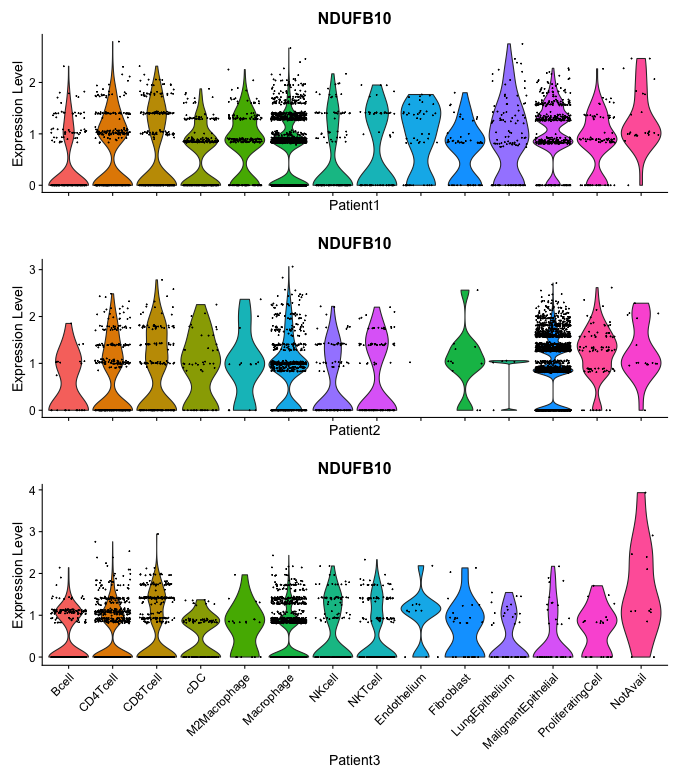 NDUFB10
Expression Level
2
1
0
Patient1
NDUFB10
Expression Level
3
2
1
0
Patient2
NDUFB10
Expression Level
4
3
2
1
0
Bcell
CD4Tcell
CD8Tcell
cDC
M2Macrophage
Macrophage
NKcell
NKTcell
Endothelium
Fibroblast
LungEpithelium
MalignantEpithelial
ProliferatingCell
NotAvail
Patient3